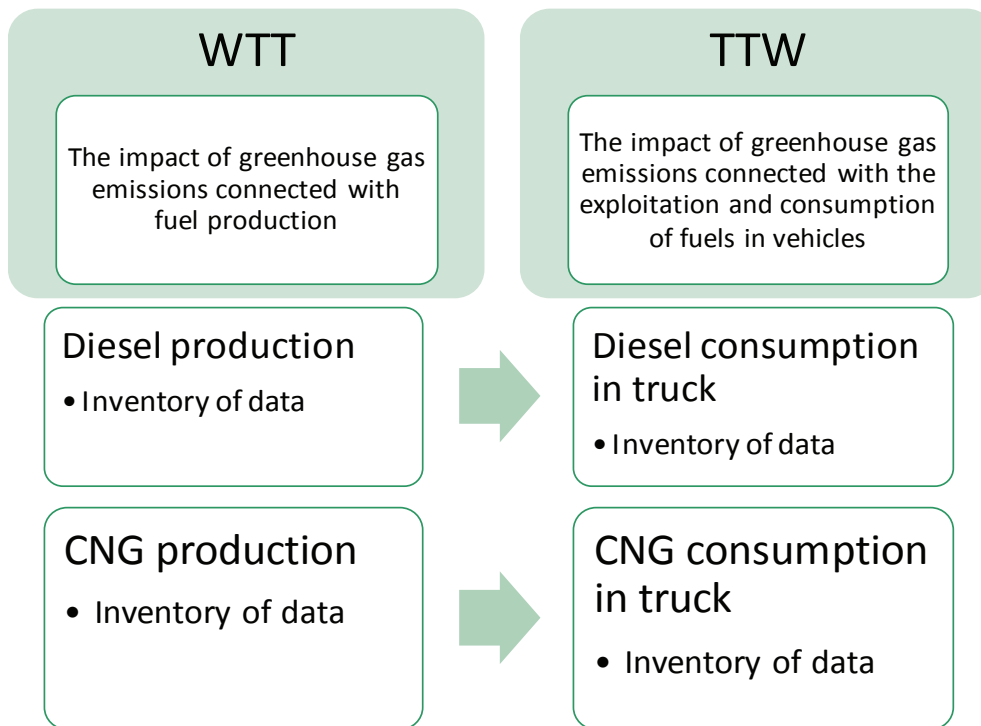 WTT
The impact of greenhouse gas
emissions connected with
fuel production
TTW
The impact of greenhouse gas
emissions connected with the
exploitation and consumption
of fuels in vehicles
Diesel production
• Inventory of data
Diesel consumption
in truck
• Inventory of data
CNG production
• Inventory of data
CNG consumption
in truck
• Inventory of data